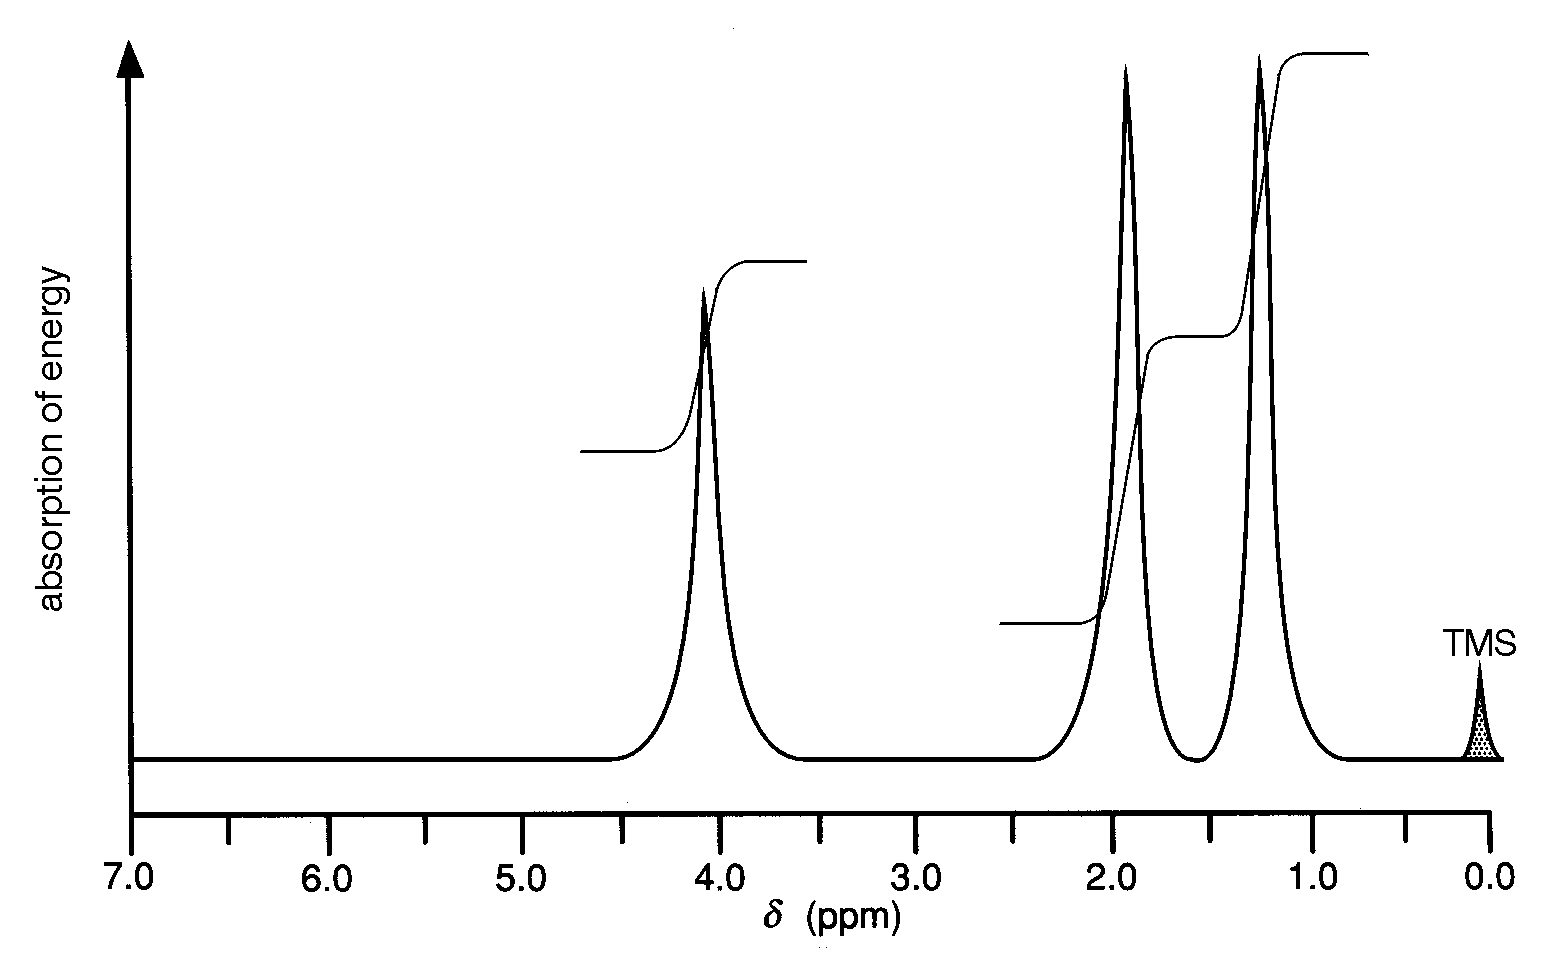 absorption of energy
TMS
7.0 6.0 5.0 4.0 3.0 2.0 1.0 0.0
δ (ppm)